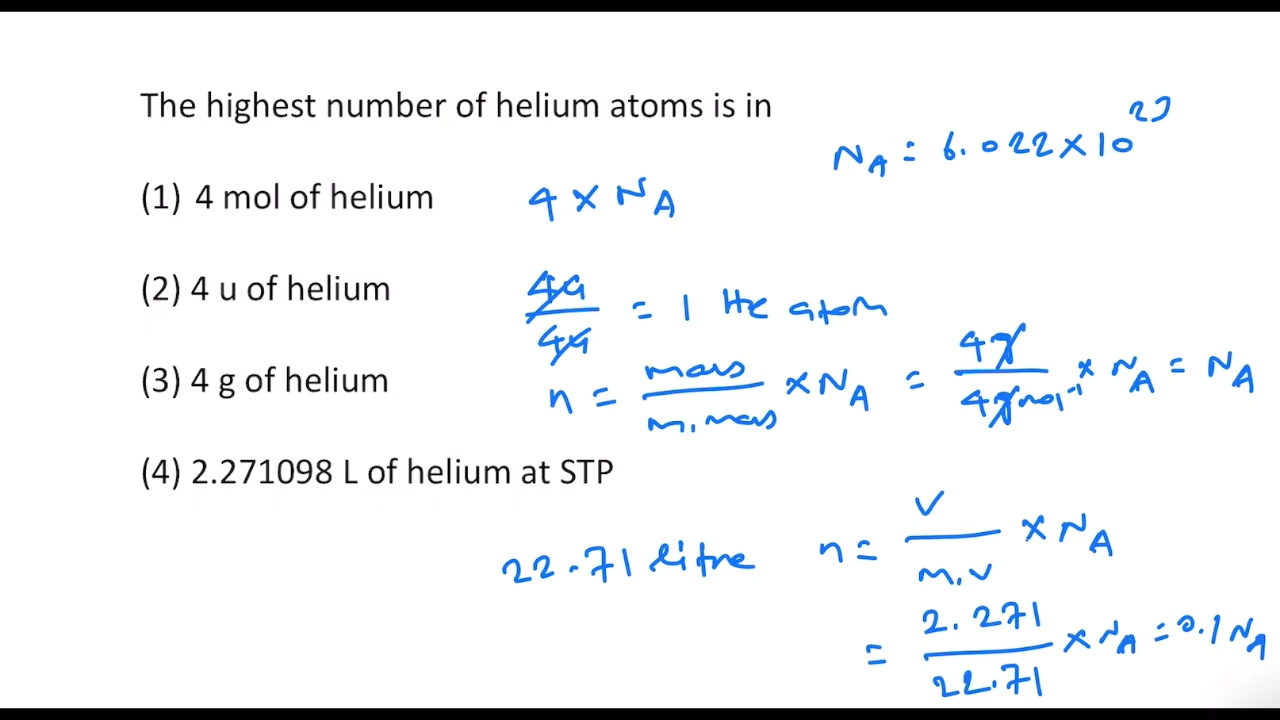 The highest number of helium atoms is in
N_A = 6.022 × 10^23
(1) 4 mol of helium 4 × N_A
(2) 4 u of helium 4u/4u = 1 He atom
(3) 4 g of helium n = mass/m.mass × N_A = 4g/4g mol^-1 × N_A = N_A
(4) 2.271098 L of helium at STP
22.71 litre n = V/m.v × N_A
= 2.271/22.71 × N_A = 0.1 N_A